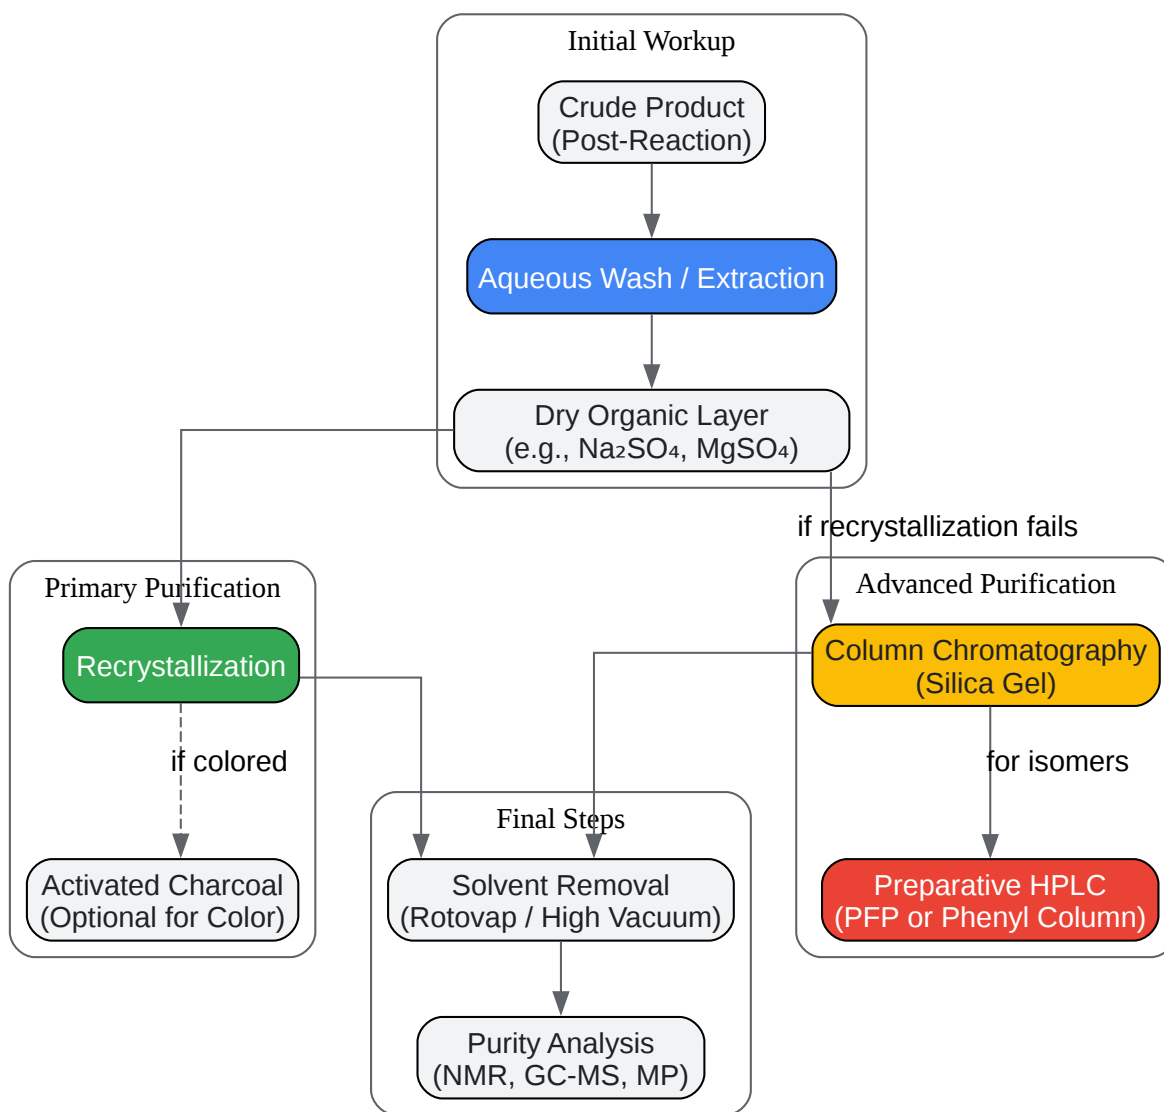 Initial Workup
Crude Product
(Post-Reaction)
Aqueous Wash / Extraction
Dry Organic Layer
(e.g., Na₂SO₄, MgSO₄)
if recrystallization fails
Primary Purification
Recrystallization
if colored
Activated Charcoal
(Optional for Color)
Advanced Purification
Column Chromatography
(Silica Gel)
for isomers
Preparative HPLC
(PFP or Phenyl Column)
Final Steps
Solvent Removal
(Rotovap / High Vacuum)
Purity Analysis
(NMR, GC-MS, MP)